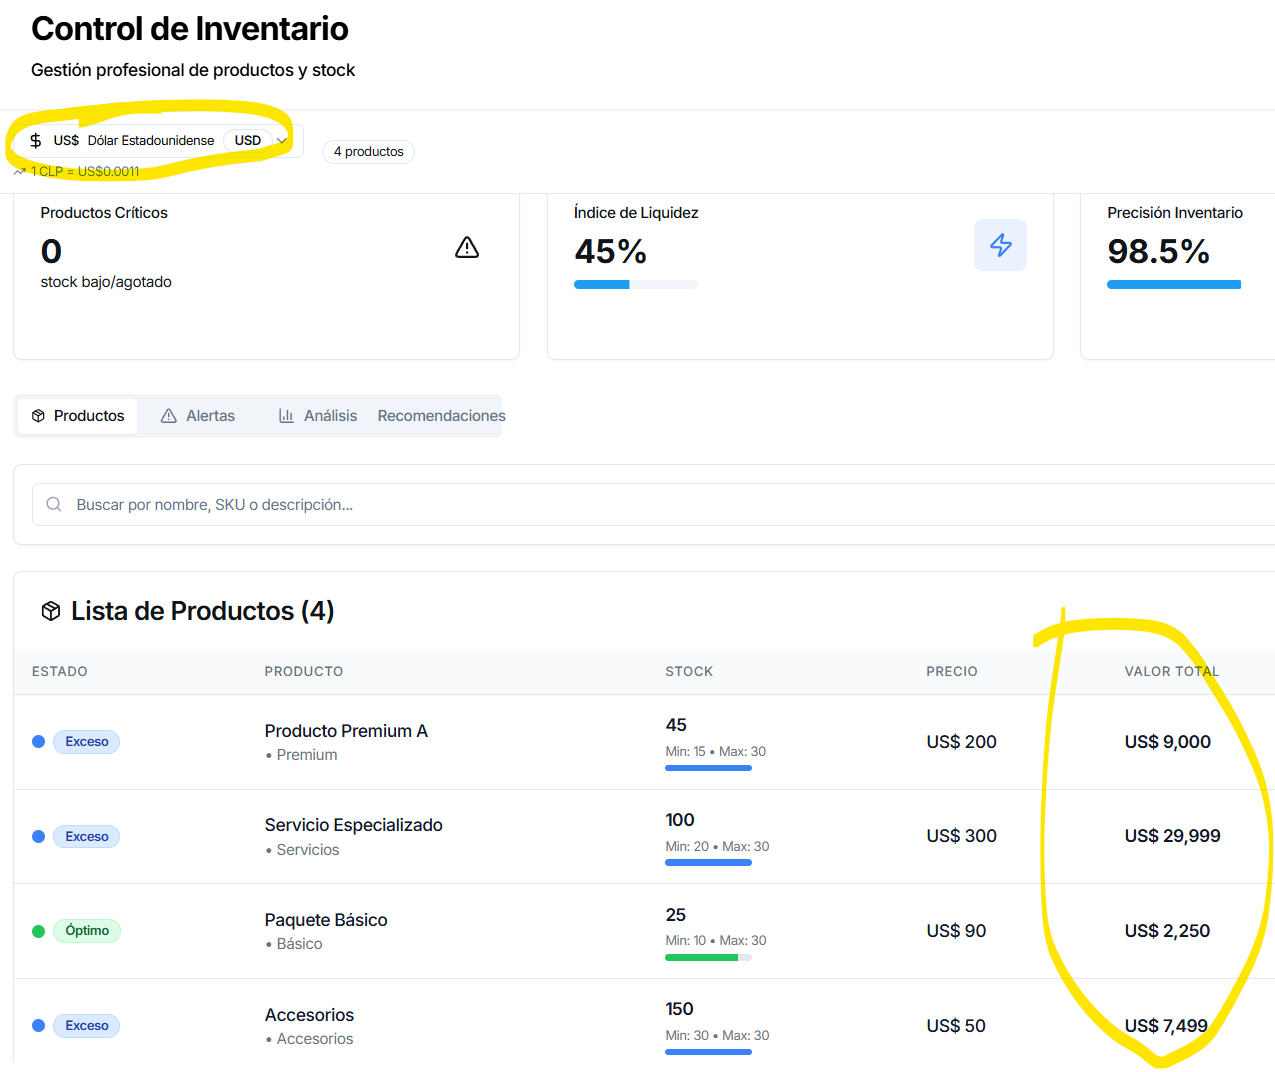 Control de Inventario
Gestión profesional de productos y stock
US$ Dólar Estadounidense USD
4 productos
1 CLP = US$0.0011
Productos Críticos
0
stock bajo/agotado
Índice de Liquidez
45%
Precisión Inventario
98.5%
Productos Alertas Análisis Recomendaciones
Buscar por nombre, SKU o descripción...
Lista de Productos (4)
ESTADO PRODUCTO STOCK PRECIO VALOR TOTAL
Exceso Producto Premium A 45 US$ 200 US$ 9,000
• Premium Min: 15 • Max: 30
Exceso Servicio Especializado 100 US$ 300 US$ 29,999
• Servicios Min: 20 • Max: 30
Óptimo Paquete Básico 25 US$ 90 US$ 2,250
• Básico Min: 10 • Max: 30
Exceso Accesorios 150 US$ 50 US$ 7,499
• Accesorios Min: 30 • Max: 30